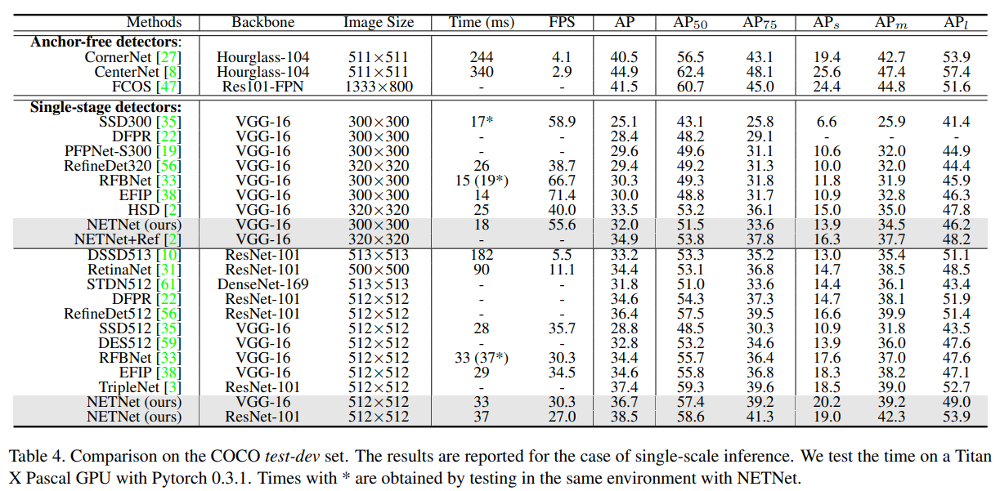 Methods Backbone Image Size Time (ms) FPS AP AP50 AP75 APs APm APl
Anchor-free detectors:
CornerNet [27] Hourglass-104 511×511 244 4.1 40.5 56.5 43.1 19.4 42.7 53.9
CenterNet [8] Hourglass-104 511×511 340 2.9 44.9 62.4 48.1 25.6 47.4 57.4
FCOS [47] Res101-FPN 1333×800 - - 41.5 60.7 45.0 24.4 44.8 51.6
Single-stage detectors:
SSD300 [35] VGG-16 300×300 17* 58.9 25.1 43.1 25.8 6.6 25.9 41.4
DFPR [22] VGG-16 300×300 - - 28.4 48.2 29.1 - - -
PFPNet-S300 [19] VGG-16 300×300 - - 29.6 49.6 31.1 10.6 32.0 44.9
RefineDet320 [56] VGG-16 320×320 26 38.7 29.4 49.2 31.3 10.0 32.0 44.4
RFBNet [33] VGG-16 300×300 15 (19*) 66.7 30.3 49.3 31.8 11.8 31.9 45.9
EFIP [38] VGG-16 300×300 14 71.4 30.0 48.8 31.7 10.9 32.8 46.3
HSD [2] VGG-16 320×320 25 40.0 33.5 53.2 36.1 15.0 35.0 47.8
NETNet (ours) VGG-16 300×300 18 55.6 32.0 51.5 33.6 13.9 34.5 46.2
NETNet+Ref [2] VGG-16 320×320 - - 34.9 53.8 37.8 16.3 37.7 48.2
DSSD513 [10] ResNet-101 513×513 182 5.5 33.2 53.3 35.2 13.0 35.4 51.1
RetinaNet [31] ResNet-101 500×500 90 11.1 34.4 53.1 36.8 14.7 38.5 48.5
STDN512 [61] DenseNet-169 513×513 - - 31.8 51.0 33.6 14.4 36.1 43.4
DFPR [22] ResNet-101 512×512 - - 34.6 54.3 37.3 14.7 38.1 51.9
RefineDet512 [56] ResNet-101 512×512 - - 36.4 57.5 39.5 16.6 39.9 51.4
SSD512 [35] VGG-16 512×512 28 35.7 28.8 48.5 30.3 10.9 31.8 43.5
DES512 [59] VGG-16 512×512 - - 32.8 53.2 34.6 13.9 36.0 47.6
RFBNet [33] VGG-16 512×512 33 (37*) 30.3 34.4 55.7 36.4 17.6 37.0 47.6
EFIP [38] VGG-16 512×512 29 34.5 34.6 55.8 36.8 18.3 38.2 47.1
TripleNet [3] ResNet-101 512×512 - - 37.4 59.3 39.6 18.5 39.0 52.7
NETNet (ours) VGG-16 512×512 33 30.3 36.7 57.4 39.2 20.2 39.2 49.0
NETNet (ours) ResNet-101 512×512 37 27.0 38.5 58.6 41.3 19.0 42.3 53.9
Table 4. Comparison on the COCO test-dev set. The results are reported for the case of single-scale inference. We test the time on a Titan
X Pascal GPU with Pytorch 0.3.1. Times with * are obtained by testing in the same environment with NETNet.